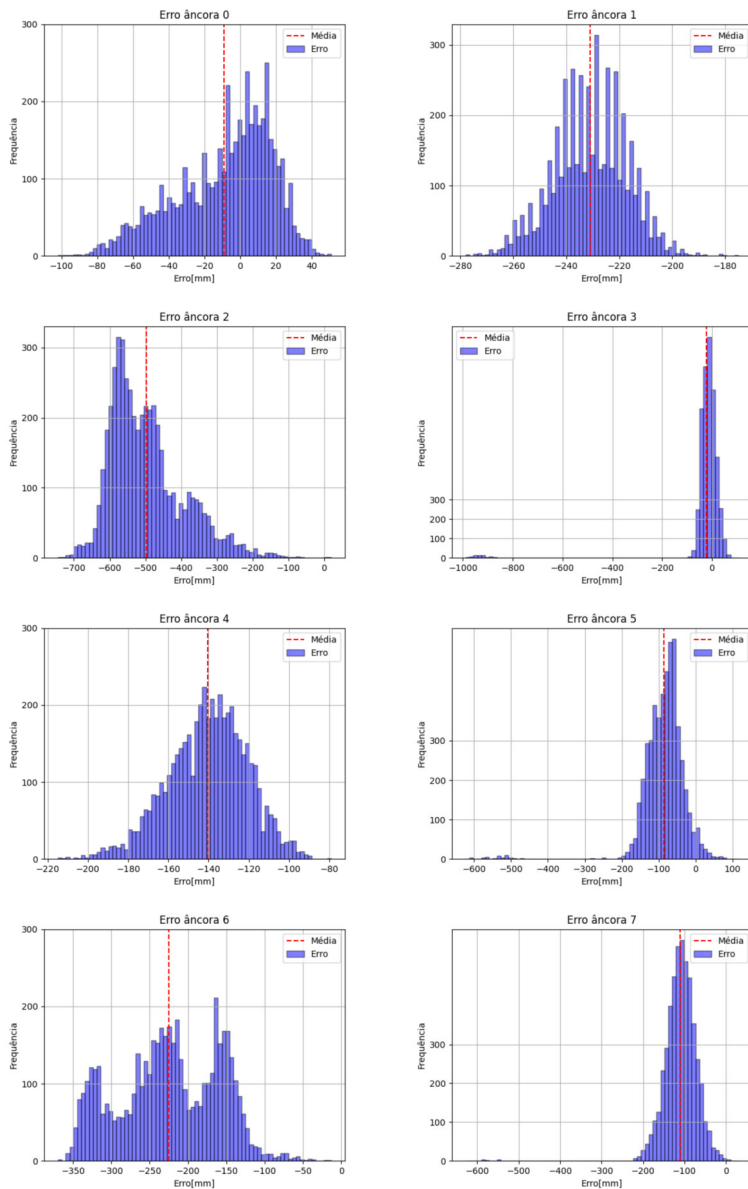 Erro âncora 0
Frequência
300
200
100
0
Média
Erro
−100 −80 −60 −40 −20 0 20 40
Erro[mm]
Erro âncora 1
Frequência
300
200
100
0
Média
Erro
−280 −260 −240 −220 −200 −180
Erro[mm]
Erro âncora 2
Frequência
300
200
100
0
Média
Erro
−700 −600 −500 −400 −300 −200 −100 0
Erro[mm]
Erro âncora 3
Frequência
300
200
100
0
Média
Erro
−1000 −800 −600 −400 −200 0
Erro[mm]
Erro âncora 4
Frequência
300
200
100
0
Média
Erro
−220 −200 −180 −160 −140 −120 −100 −80
Erro[mm]
Erro âncora 5
Frequência
300
200
100
0
Média
Erro
−600 −500 −400 −300 −200 −100 0 100
Erro[mm]
Erro âncora 6
Frequência
300
200
100
0
Média
Erro
−350 −300 −250 −200 −150 −100 −50 0
Erro[mm]
Erro âncora 7
Frequência
300
200
100
0
Média
Erro
−600 −500 −400 −300 −200 −100 0
Erro[mm]